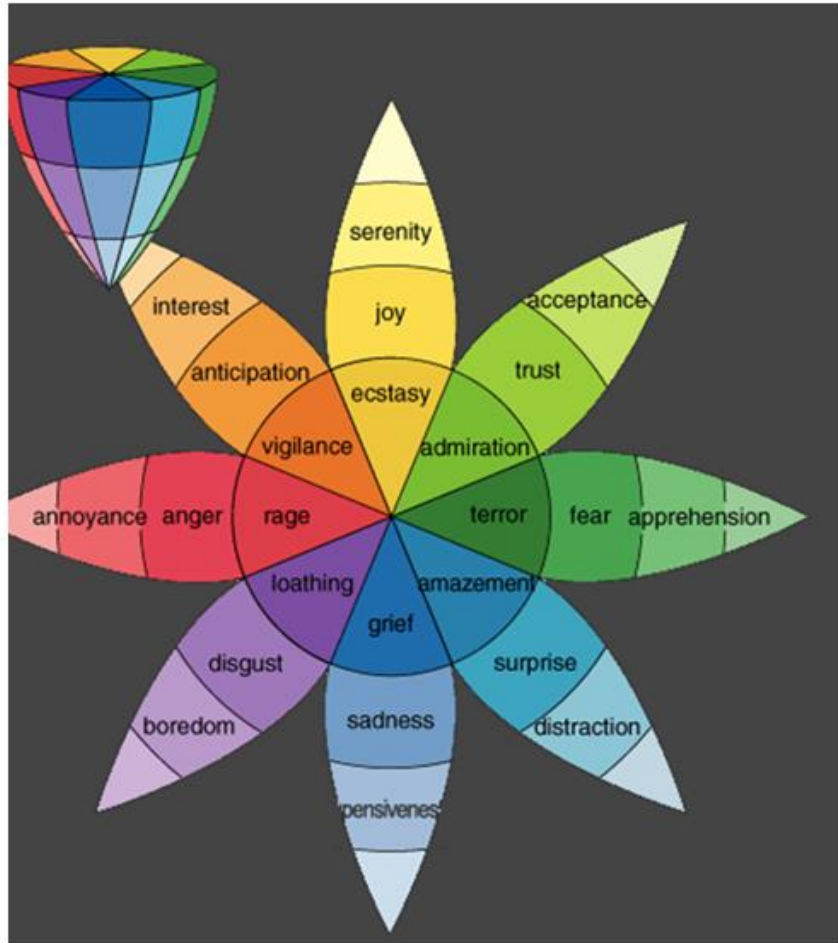 serenity
interest
acceptance
joy
anticipation
trust
ecstasy
vigilance
admiration
annoyance
anger
rage
terror
fear
apprehension
loathing
amazement
grief
disgust
surprise
sadness
boredom
distraction
pensiveness